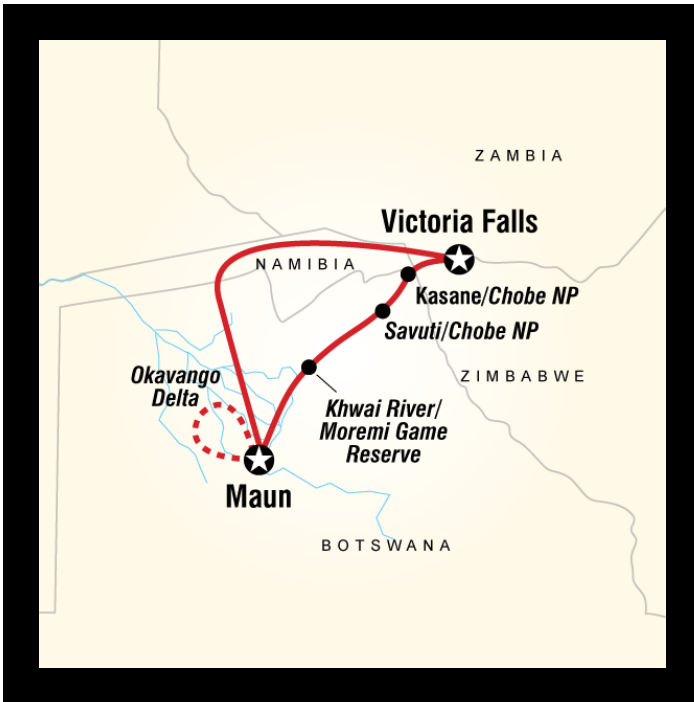 ZAMBIA
Victoria Falls
NAMIBIA
Kasane/Chobe NP
Savuti/Chobe NP
Okavango
Delta
ZIMBABWE
Khwai River/
Moremi Game
Reserve
Maun
BOTSWANA